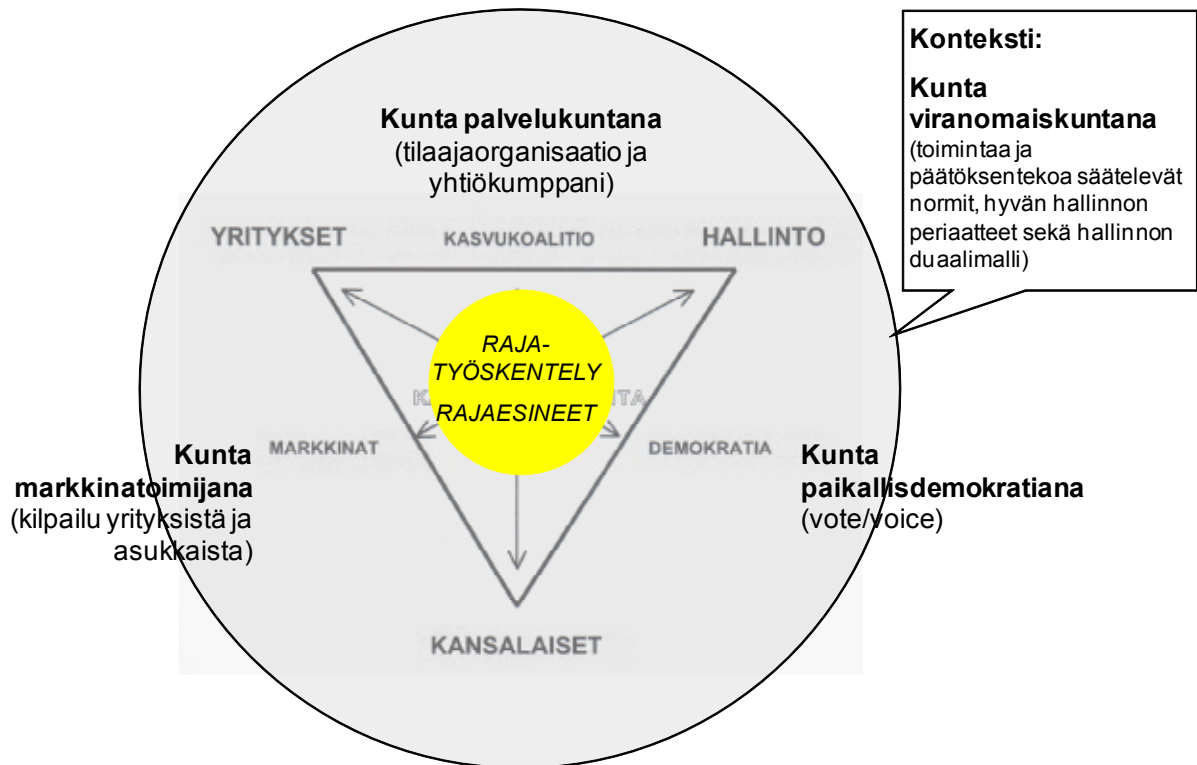 Konteksti:
Kunta
viranomaiskuntana
(toimintaa ja
päätöksentekoa säätelevät
normit, hyvän hallinnon
periaatteet sekä hallinnon
duaalimalli)
Kunta palvelukuntana
(tilaajaorganisaatio ja
yhtiökumppani)
YRITYKSET
KASVUKOALITIO
HALLINTO
RAJA-
TYÖSKENTELY
RAJAESINEET
MARKKINAT
DEMOKRATIA
Kunta
markkinatoimijana
(kilpailu yrityksistä ja
asukkaista)
Kunta
paikallisdemokratiana
(vote/voice)
KANSALAISET